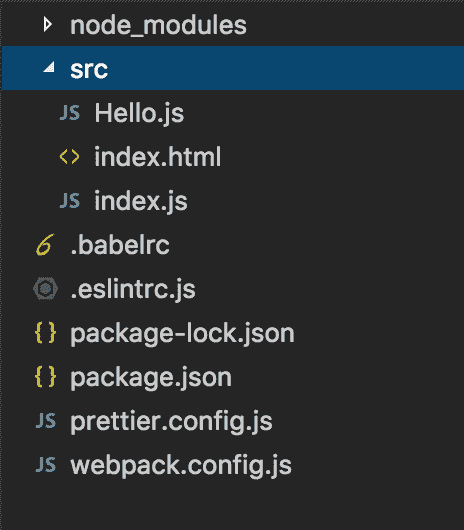 node_modules
src
JS Hello.js
<> index.html
JS index.js
6 .babelrc
.eslintrc.js
{} package-lock.json
{} package.json
JS prettier.config.js
JS webpack.config.js